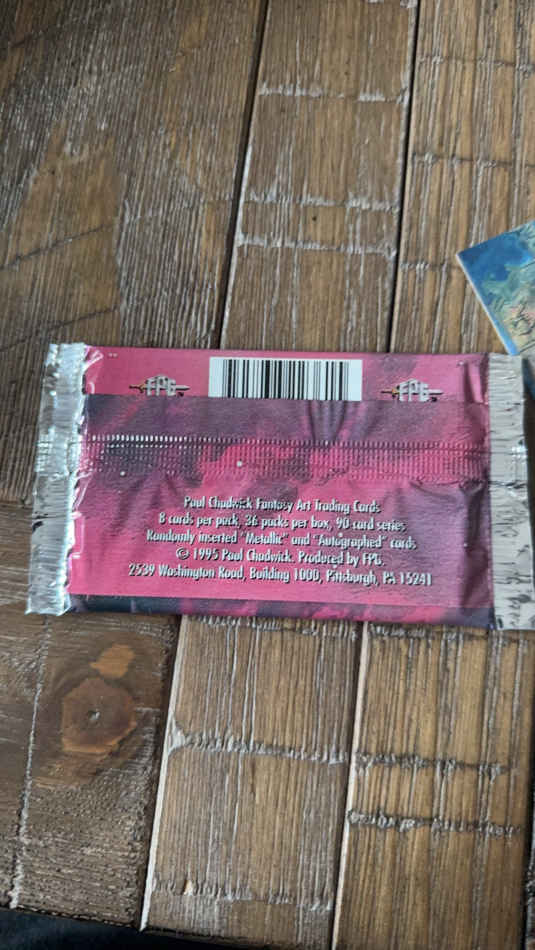 FPG FPG
Paul Chadwick Fantasy Art Trading Cards
8 cards per pack, 36 packs per box, 90 card series
Randomly inserted "Metallic" and "Autographed" cards
© 1995 Paul Chadwick. Produced by FPG.
2539 Washington Road, Building 1000, Pittsburgh, PA 15241